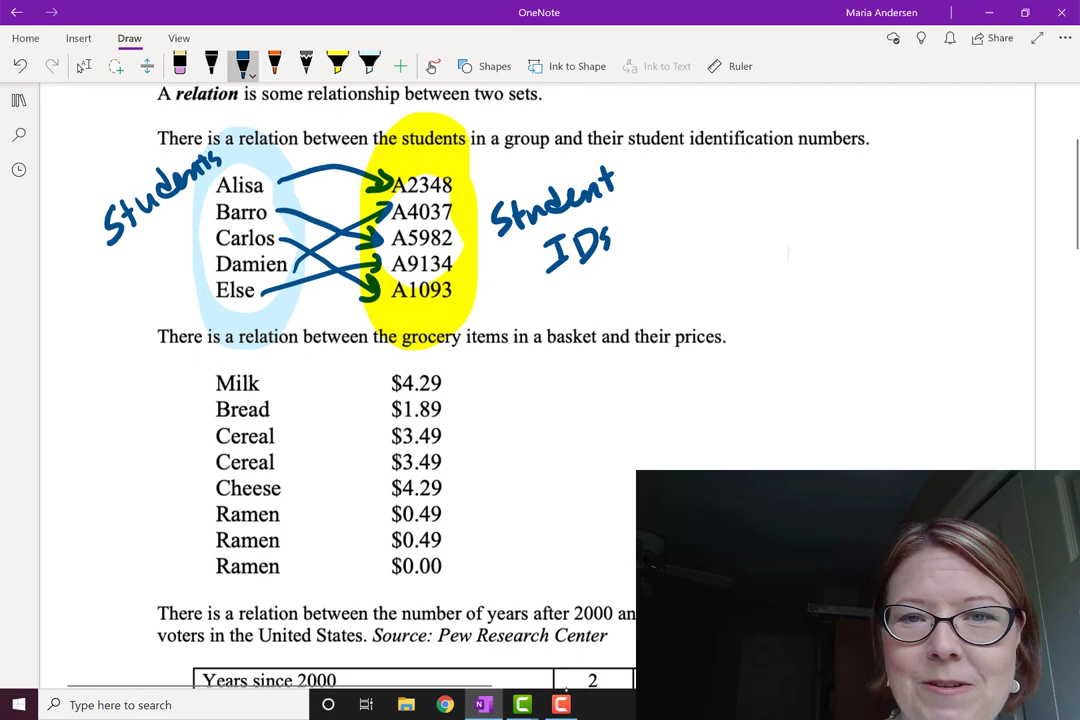 OneNote
Maria Andersen
Home Insert Draw View
Share
Shapes Ink to Shape Ink to Text Ruler
A relation is some relationship between two sets.
There is a relation between the students in a group and their student identification numbers.
Students
Student
IDs
Alisa A2348
Barro A4037
Carlos A5982
Damien A9134
Else A1093
There is a relation between the grocery items in a basket and their prices.
Milk $4.29
Bread $1.89
Cereal $3.49
Cereal $3.49
Cheese $4.29
Ramen $0.49
Ramen $0.49
Ramen $0.00
There is a relation between the number of years after 2000 an
voters in the United States. Source: Pew Research Center
Years since 2000 2
Type here to search